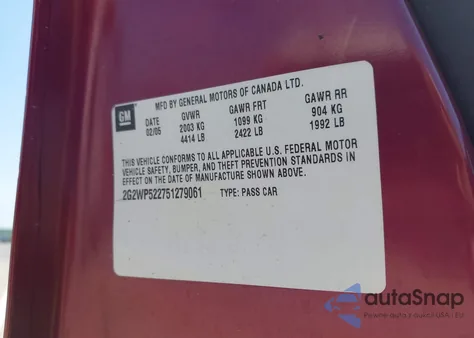 GM
MFD BY GENERAL MOTORS OF CANADA LTD.
DATE GVWR GAWR FRT GAWR RR
02/05 2003 KG 1099 KG 904 KG
4414 LB 2422 LB 1992 LB
THIS VEHICLE CONFORMS TO ALL APPLICABLE U.S. FEDERAL MOTOR
VEHICLE SAFETY, BUMPER, AND THEFT PREVENTION STANDARDS IN
EFFECT ON THE DATE OF MANUFACTURE SHOWN ABOVE.
2G2WP522751279061 TYPE: PASS CAR
autoSnap